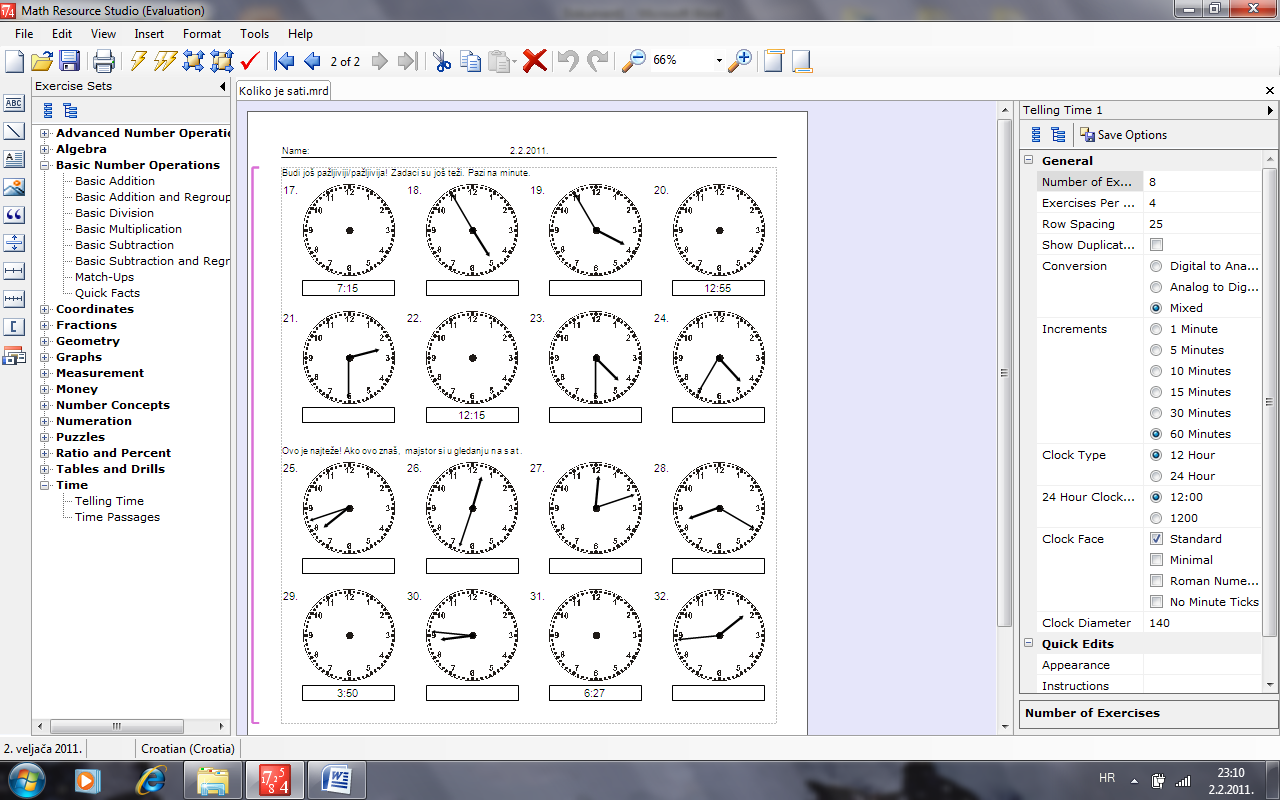 Math Resource Studio (Evaluation)
File Edit View Insert Format Tools Help
2 of 2
66%
Exercise Sets
Advanced Number Operati
Algebra
Basic Number Operations
Basic Addition
Basic Addition and Regroup
Basic Division
Basic Multiplication
Basic Subtraction
Basic Subtraction and Regr
Match-Ups
Quick Facts
Coordinates
Fractions
Geometry
Graphs
Measurement
Money
Number Concepts
Numeration
Puzzles
Ratio and Percent
Tables and Drills
Time
Telling Time
Time Passages
Koliko je sati.mrd
Name: 2.2.2011.
Budi još pažljiviji/pažljivija! Zadaci su još teži. Pazi na minute.
17. 18. 19. 20.
7:15 12:55
21. 22. 23. 24.
12:15
Ovo je najteže! Ako ovo znaš, majstor si u gledanju na sat.
25. 26. 27. 28.
29. 30. 31. 32.
3:50 6:27
Telling Time 1
Save Options
General
Number of Ex... 8
Exercises Per ... 4
Row Spacing 25
Show Duplicat...
Conversion Digital to Ana...
Analog to Dig...
Mixed
Increments 1 Minute
5 Minutes
10 Minutes
15 Minutes
30 Minutes
60 Minutes
Clock Type 12 Hour
24 Hour
24 Hour Clock... 12:00
1200
Clock Face Standard
Minimal
Roman Nume...
No Minute Ticks
Clock Diameter 140
Quick Edits
Appearance
Instructions
Number of Exercises
2. veljača 2011. Croatian (Croatia)
HR
23:10
2.2.2011.